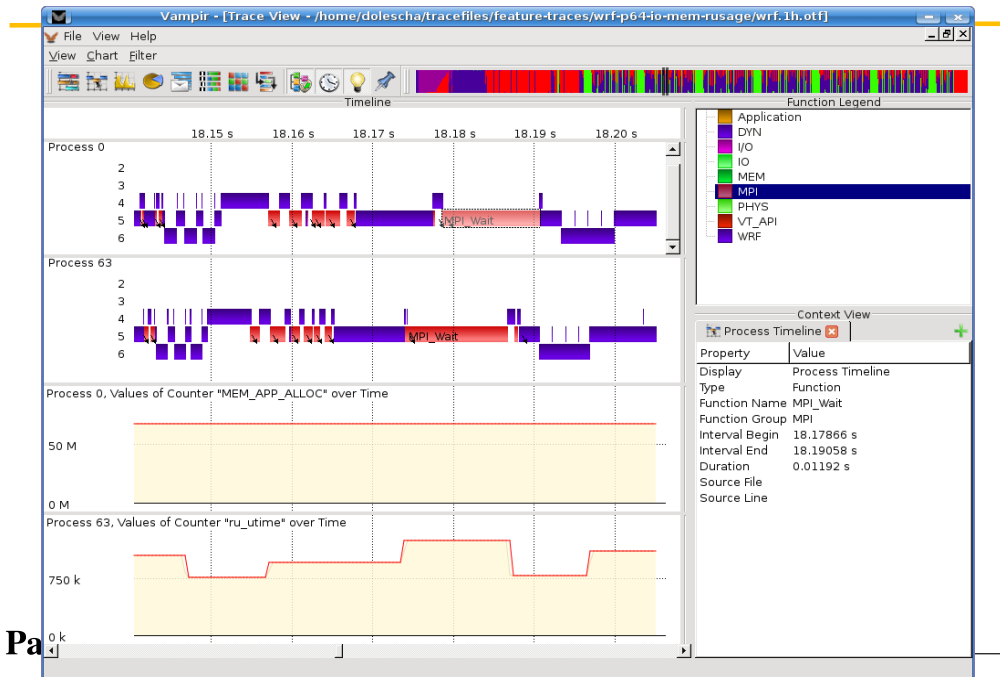 Vampir - [Trace View - /home/dolescha/tracefiles/feature-traces/wrf-p64-io-mem-rusage/wrf.1h.otf]
File View Help
View Chart Filter
Timeline
18.15 s 18.16 s 18.17 s 18.18 s 18.19 s 18.20 s
Process 0
2
3
4
5 MPI_Wait
6
Process 63
2
3
4
5 MPI_Wait
6
Process 0, Values of Counter "MEM_APP_ALLOC" over Time
50 M
0 M
Process 63, Values of Counter "ru_utime" over Time
750 k
0 k
Function Legend
Application
DYN
I/O
IO
MEM
MPI
PHYS
VT_API
WRF
Context View
Process Timeline
Property Value
Display Process Timeline
Type Function
Function Name MPI_Wait
Function Group MPI
Interval Begin 18.17866 s
Interval End 18.19058 s
Duration 0.01192 s
Source File
Source Line